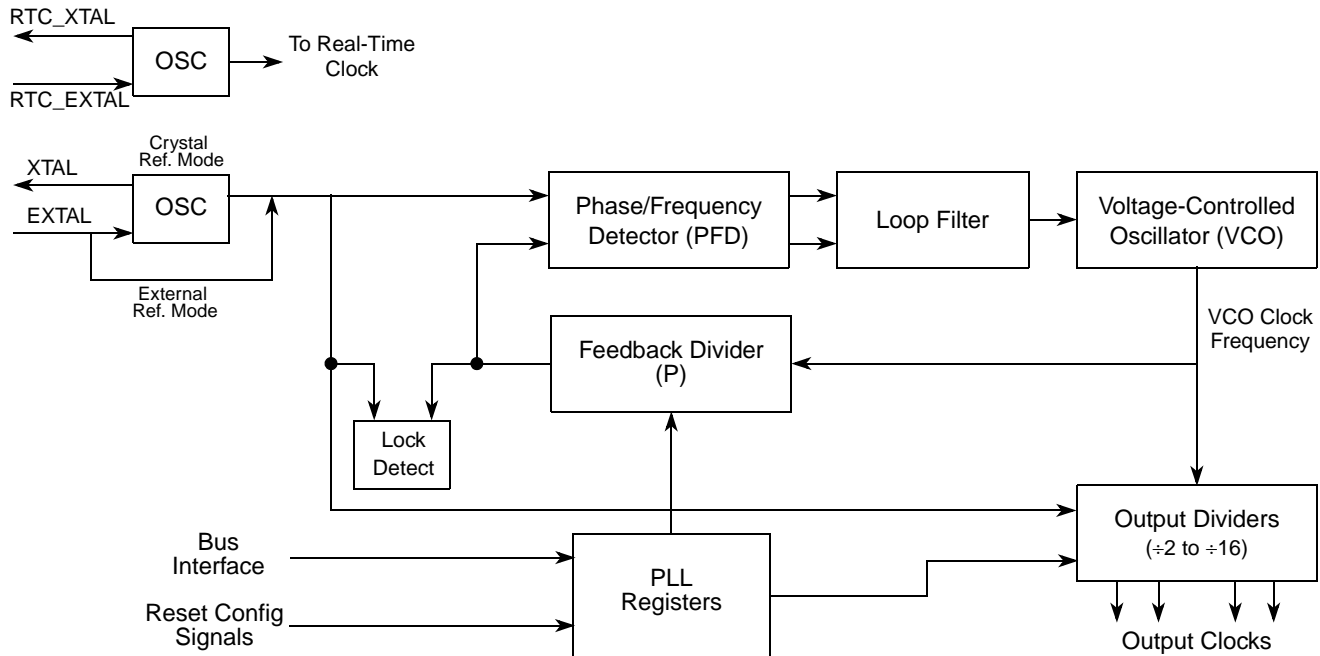 RTC_XTAL
OSC
To Real-Time
Clock
RTC_EXTAL
Crystal
Ref. Mode
XTAL
OSC
EXTAL
External
Ref. Mode
Phase/Frequency
Detector (PFD)
Loop Filter
Voltage-Controlled
Oscillator (VCO)
VCO Clock
Frequency
Feedback Divider
(P)
Lock
Detect
Output Dividers
(÷2 to ÷16)
Bus
Interface
PLL
Registers
Reset Config
Signals
Output Clocks